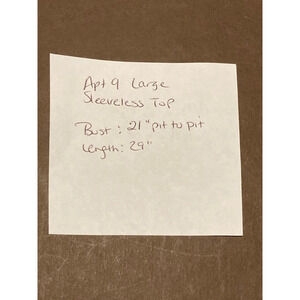 Apt 9 Large
Sleeveless Top
Bust: 21" pit to pit
Length: 29"